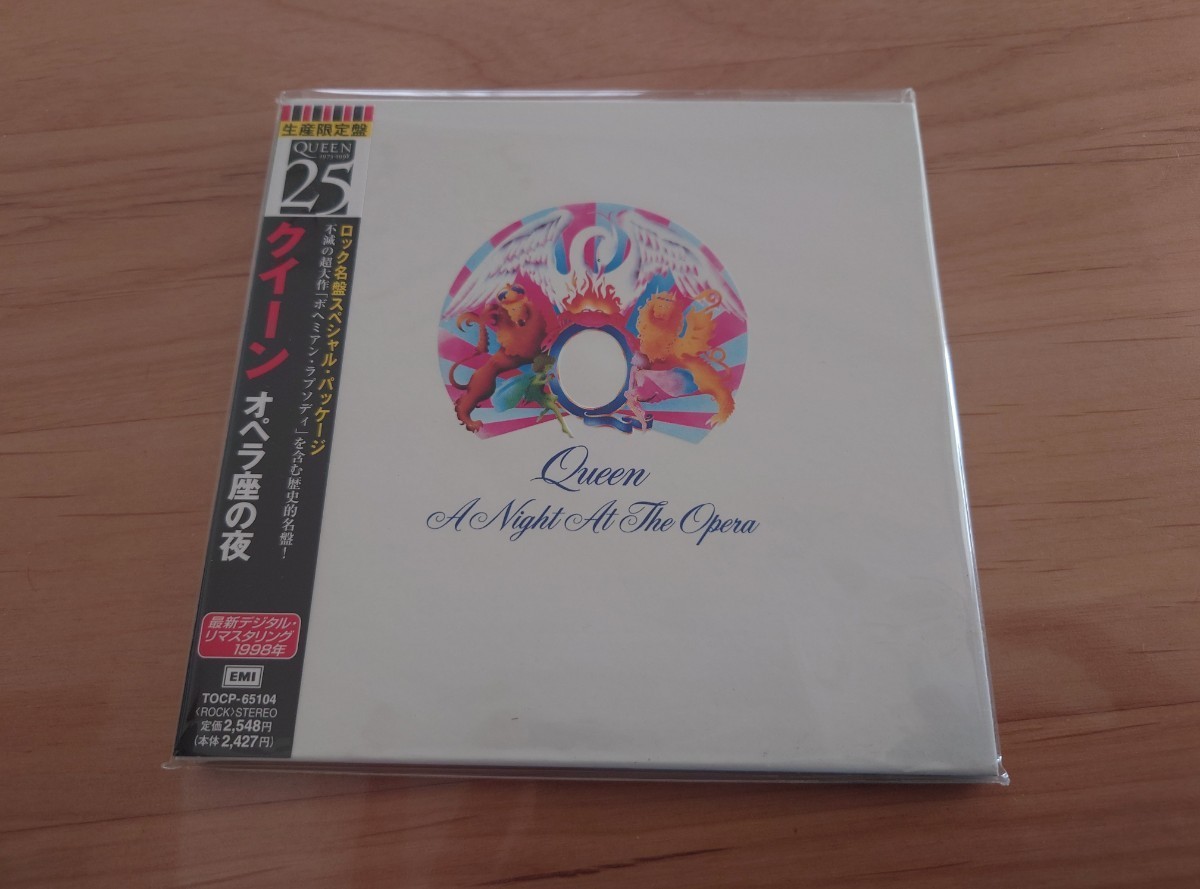 生産限定盤
QUEEN
1973-1998
25
ロック名盤スペシャル・パッケージ
不滅の超大作「ボヘミアン・ラプソディ」を含む歴史的名盤!
クイーン
オペラ座の夜
最新デジタル・
リマスタリング
1998年
EMI
TOCP-65104
〈ROCK〉STEREO
定価2,548円
(本体2,427円)
Queen
A Night At The Opera